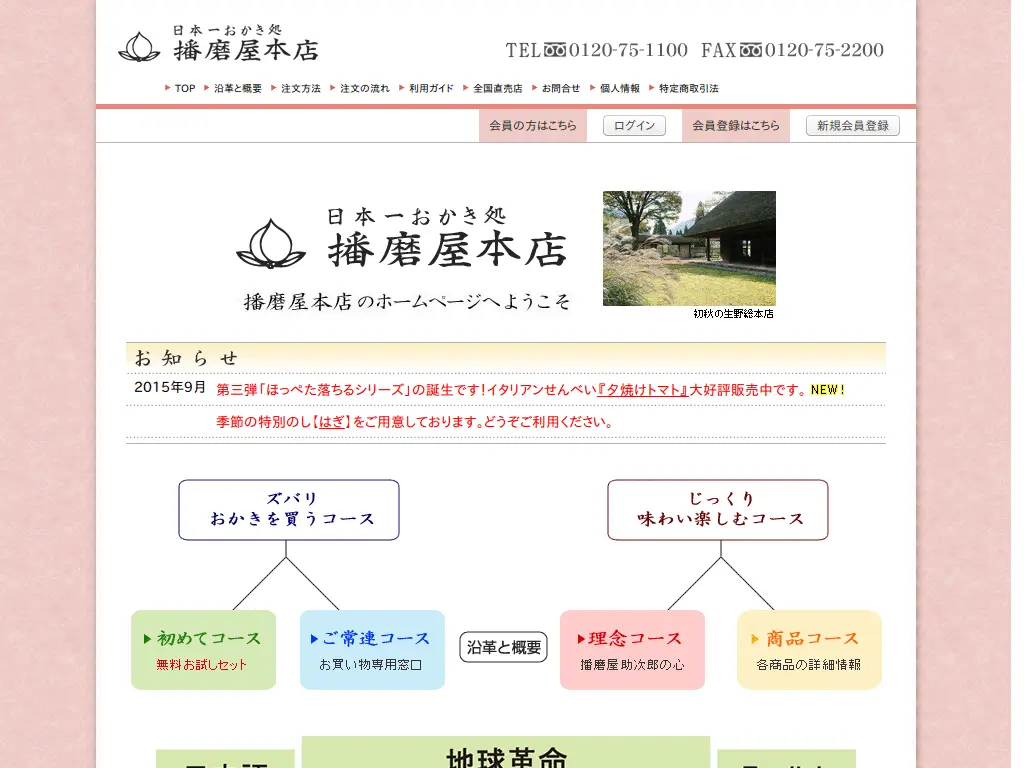 日本一おかき処
播磨屋本店
TEL 0120-75-1100 FAX 0120-75-2200
TOP 沿革と概要 注文方法 注文の流れ 利用ガイド 全国直売店 お問合せ 個人情報 特定商取引法
会員の方はこちら ログイン 会員登録はこちら 新規会員登録
日本一おかき処
播磨屋本店
播磨屋本店のホームページへようこそ
初秋の生野総本店
お知らせ
2015年9月 第三弾「ほっぺた落ちるシリーズ」の誕生です!イタリアンせんべい『夕焼けトマト』大好評販売中です。 NEW!
季節の特別のし【はぎ】をご用意しております。どうぞご利用ください。
ズバリ
おかきを買うコース
じっくり
味わい楽しむコース
初めてコース
無料お試しセット
ご常連コース
お買い物専用窓口
沿革と概要
理念コース
播磨屋助次郎の心
商品コース
各商品の詳細情報
地球革命